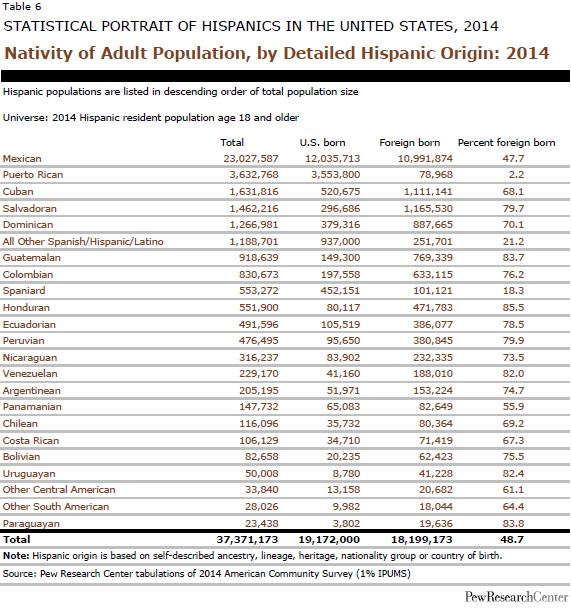 Table 6
STATISTICAL PORTRAIT OF HISPANICS IN THE UNITED STATES, 2014
Nativity of Adult Population, by Detailed Hispanic Origin: 2014
Hispanic populations are listed in descending order of total population size
Universe: 2014 Hispanic resident population age 18 and older
Total U.S. born Foreign born Percent foreign born
Mexican 23,027,587 12,035,713 10,991,874 47.7
Puerto Rican 3,632,768 3,553,800 78,968 2.2
Cuban 1,631,816 520,675 1,111,141 68.1
Salvadoran 1,462,216 296,686 1,165,530 79.7
Dominican 1,266,981 379,316 887,665 70.1
All Other Spanish/Hispanic/Latino 1,188,701 937,000 251,701 21.2
Guatemalan 918,639 149,300 769,339 83.7
Colombian 830,673 197,558 633,115 76.2
Spaniard 553,272 452,151 101,121 18.3
Honduran 551,900 80,117 471,783 85.5
Ecuadorian 491,596 105,519 386,077 78.5
Peruvian 476,495 95,650 380,845 79.9
Nicaraguan 316,237 83,902 232,335 73.5
Venezuelan 229,170 41,160 188,010 82.0
Argentinean 205,195 51,971 153,224 74.7
Panamanian 147,732 65,083 82,649 55.9
Chilean 116,096 35,732 80,364 69.2
Costa Rican 106,129 34,710 71,419 67.3
Bolivian 82,658 20,235 62,423 75.5
Uruguayan 50,008 8,780 41,228 82.4
Other Central American 33,840 13,158 20,682 61.1
Other South American 28,026 9,982 18,044 64.4
Paraguayan 23,438 3,802 19,636 83.8
Total 37,371,173 19,172,000 18,199,173 48.7
Note: Hispanic origin is based on self-described ancestry, lineage, heritage, nationality group or country of birth.
Source: Pew Research Center tabulations of 2014 American Community Survey (1% IPUMS)
PewResearchCenter